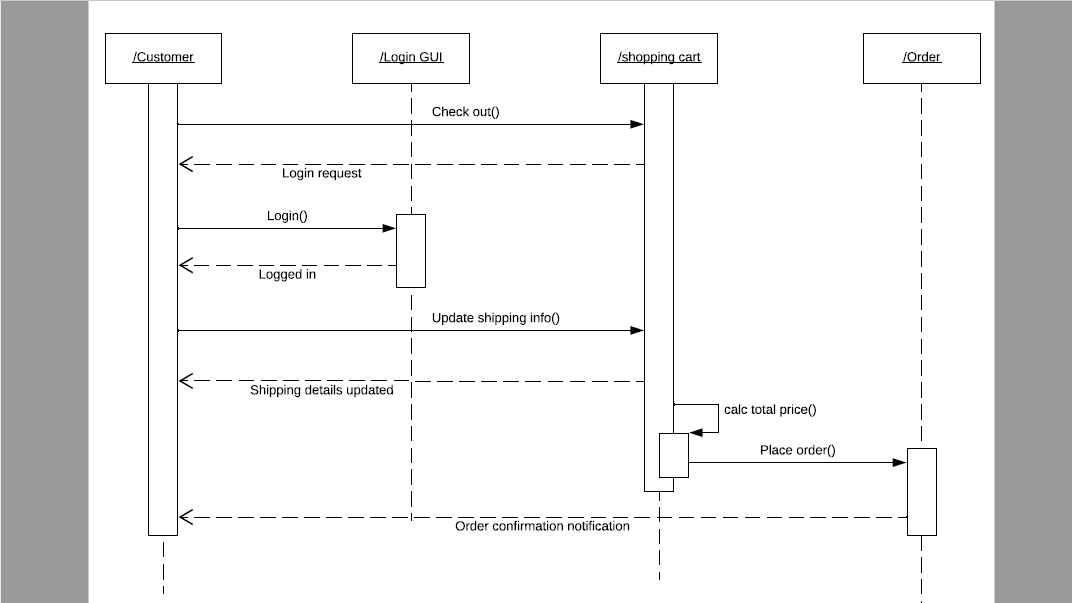 /Customer
/Login GUI
/shopping cart
/Order
Check out()
Login request
Login()
Logged in
Update shipping info()
Shipping details updated
calc total price()
Place order()
Order confirmation notification